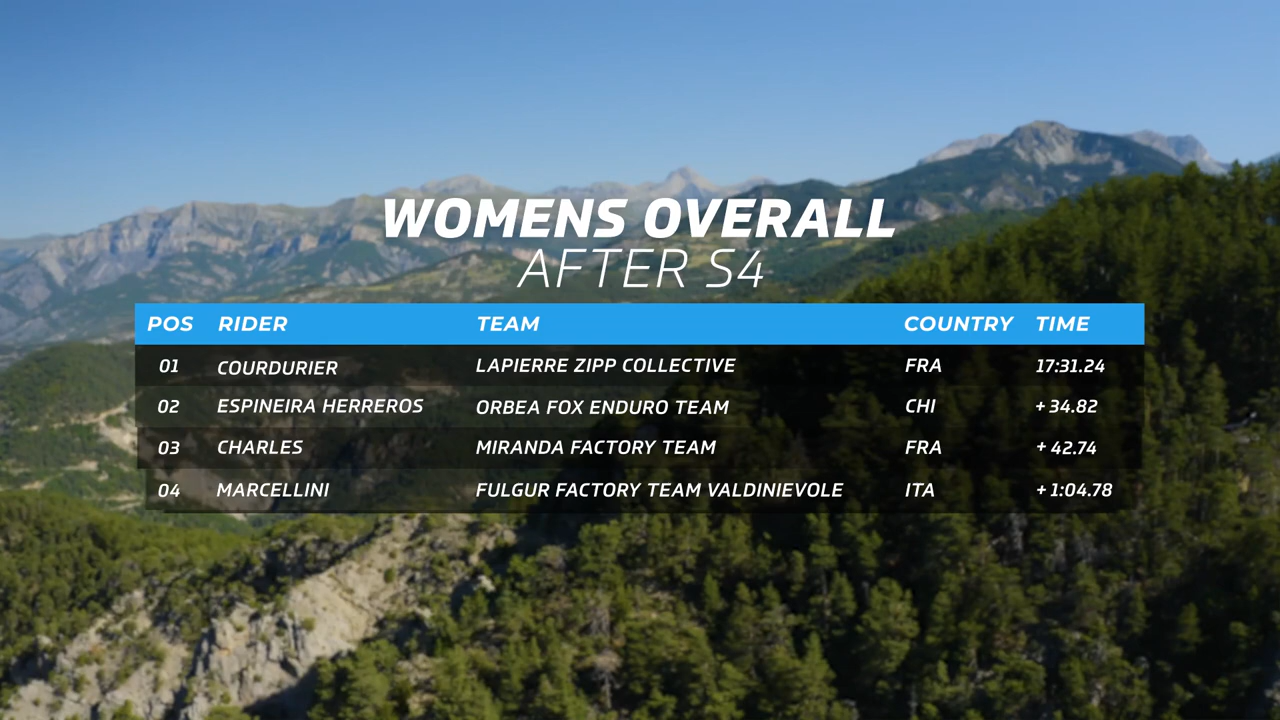 WOMENS OVERALL
AFTER S4
POS RIDER TEAM COUNTRY TIME
01 COURDURIER LAPIERRE ZIPP COLLECTIVE FRA 17:31.24
02 ESPINEIRA HERREROS ORBEA FOX ENDURO TEAM CHI + 34.82
03 CHARLES MIRANDA FACTORY TEAM FRA + 42.74
04 MARCELLINI FULGUR FACTORY TEAM VALDINIEVOLE ITA + 1:04.78